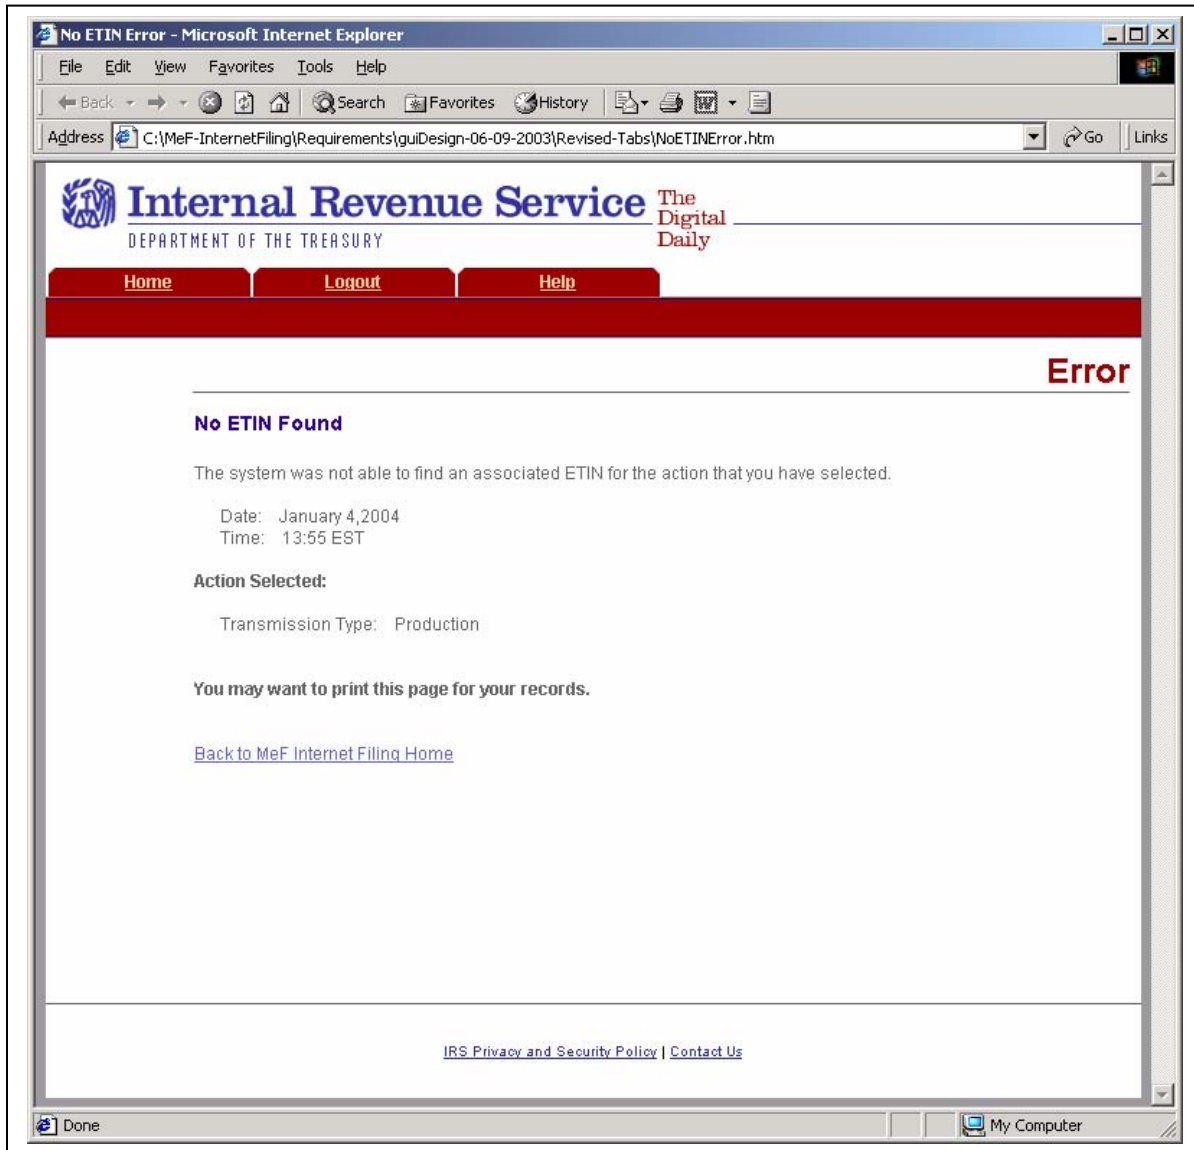 No ETIN Error - Microsoft Internet Explorer
File Edit View Favorites Tools Help
Back Search Favorites History
Address C:\MeF-InternetFiling\Requirements\guiDesign-06-09-2003\Revised-Tabs\NoETINError.htm Go Links
Internal Revenue Service
DEPARTMENT OF THE TREASURY
The
Digital
Daily
Home Logout Help
Error
No ETIN Found
The system was not able to find an associated ETIN for the action that you have selected.
Date: January 4,2004
Time: 13:55 EST
Action Selected:
Transmission Type: Production
You may want to print this page for your records.
Back to MeF Internet Filing Home
IRS Privacy and Security Policy | Contact Us
Done My Computer